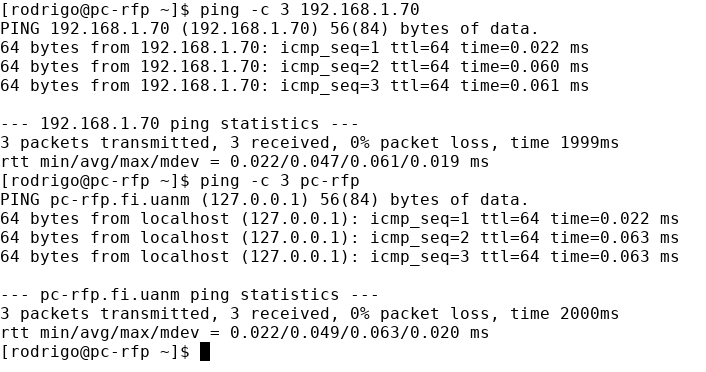 [rodrigo@pc-rfp ~]$ ping -c 3 192.168.1.70
PING 192.168.1.70 (192.168.1.70) 56(84) bytes of data.
64 bytes from 192.168.1.70: icmp_seq=1 ttl=64 time=0.022 ms
64 bytes from 192.168.1.70: icmp_seq=2 ttl=64 time=0.060 ms
64 bytes from 192.168.1.70: icmp_seq=3 ttl=64 time=0.061 ms

--- 192.168.1.70 ping statistics ---
3 packets transmitted, 3 received, 0% packet loss, time 1999ms
rtt min/avg/max/mdev = 0.022/0.047/0.061/0.019 ms
[rodrigo@pc-rfp ~]$ ping -c 3 pc-rfp
PING pc-rfp.fi.uanm (127.0.0.1) 56(84) bytes of data.
64 bytes from localhost (127.0.0.1): icmp_seq=1 ttl=64 time=0.022 ms
64 bytes from localhost (127.0.0.1): icmp_seq=2 ttl=64 time=0.063 ms
64 bytes from localhost (127.0.0.1): icmp_seq=3 ttl=64 time=0.063 ms

--- pc-rfp.fi.uanm ping statistics ---
3 packets transmitted, 3 received, 0% packet loss, time 2000ms
rtt min/avg/max/mdev = 0.022/0.049/0.063/0.020 ms
[rodrigo@pc-rfp ~]$